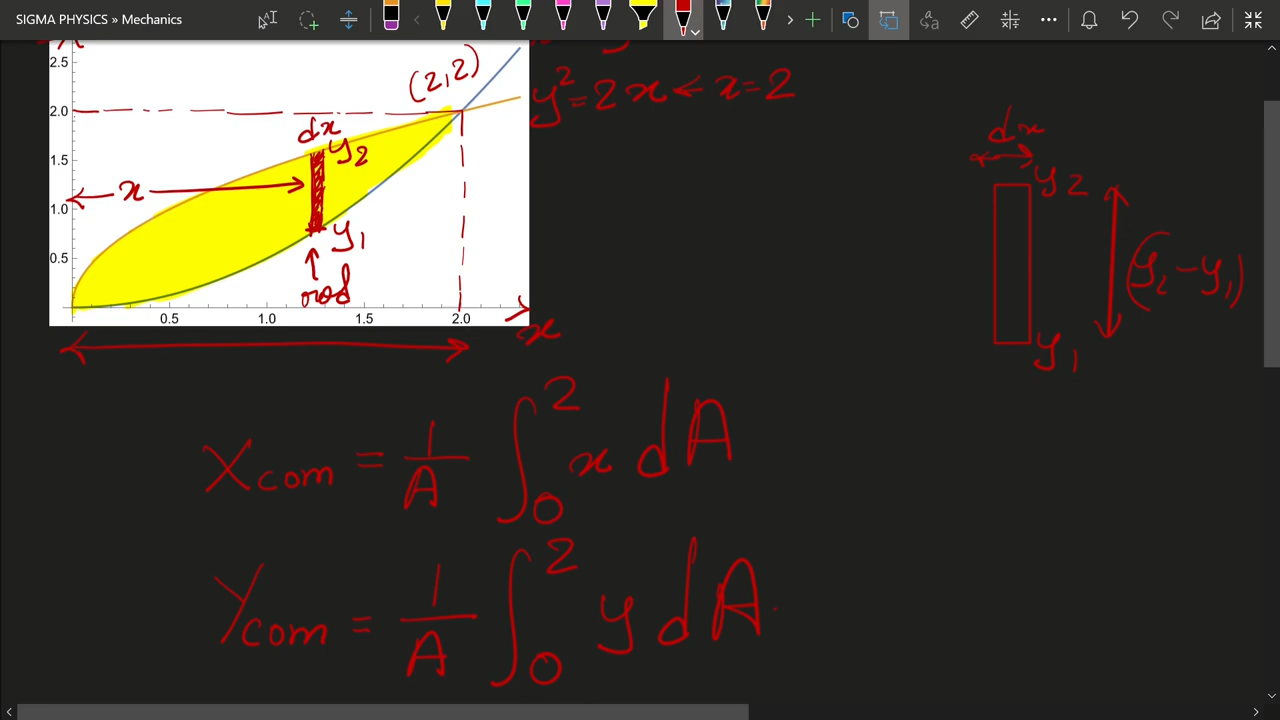 SIGMA PHYSICS » Mechanics
2.5
2.0
1.5
1.0
0.5
0.5 1.0 1.5 2.0
(2,2)
dx
y2
x
y1
rod
x
y² = 2x x=2
dx
y2
(y2 - y1)
y1
Xcom = 1/A ∫₀² x dA
Ycom = 1/A ∫₀² y dA